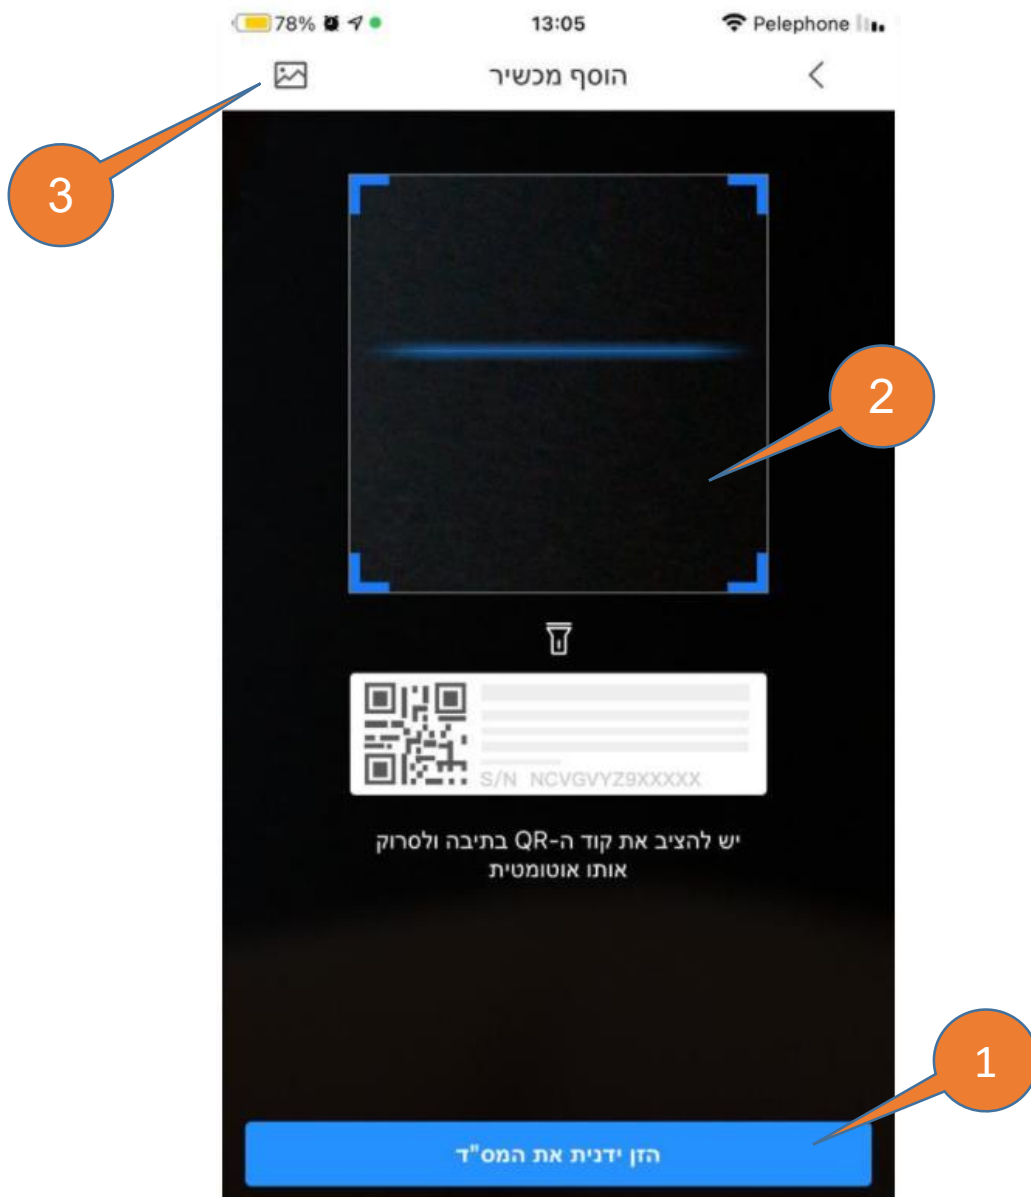 78% 13:05 Pelephone
הוסף מכשיר
3
2
S/N NCVGVYZ9XXXXX
יש להציב את קוד ה-QR בתיבה ולסרוק
אותו אוטומטית
1
הזן ידנית את המס"ד